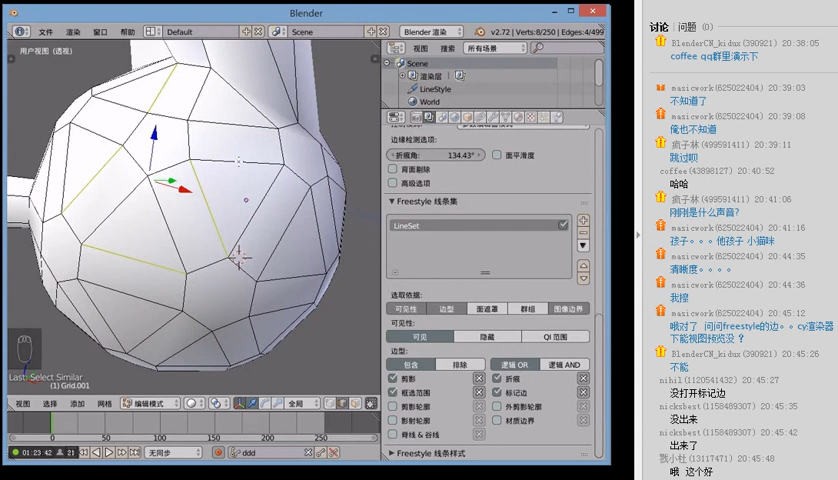 Blender
文件
渲染
窗口
帮助
Default
Scene
Blender 渲染
v2.72 | Verts:8/250 | Edges:4/499
用户视图 (透视)
视图
搜索
所有场景
Scene
渲染层
LineStyle
World
边缘检测选项:
折痕角:
134.43°
面平滑度
背面剔除
高级选项
Freestyle 线条集
LineSet
选取依据:
可见性
边型
面遮罩
群组
图像边界
可见性:
可见
隐藏
QI 范围
边型:
包含
排除
逻辑 OR
逻辑 AND
剪影
折痕
框选范围
标记边
剪影轮廓
外剪影轮廓
影射轮廓
材质边界
脊线 & 谷线
Freestyle 线条样式
Last: Select Similar
(1) Grid.001
视图
选择
添加
网格
编辑模式
全局
0
50
100
150
200
250
01:23:42
21
无同步
ddd
讨论
问题
(0)
BlenderCN_kidux (390921) 20:38:05
coffee qq群里演示下
masicwork(625022404) 20:39:03
不知道了
masicwork(625022404) 20:39:08
俺也不知道
疯子林 (499591411) 20:39:11
跳过呗
coffee(43898127) 20:40:52
哈哈
疯子林 (499591411) 20:41:06
刚刚是什么声音?
masicwork(625022404) 20:41:16
孩子。。。他孩子 小猫咪
masicwork(625022404) 20:44:35
清晰度。。。。
masicwork(625022404) 20:44:36
我擦
masicwork(625022404) 20:45:12
哦对了 问问freestyle的边。。cy渲染器
下能视图预览没 ?
BlenderCN_kidux (390921) 20:45:26
不能
nihil (1120541432) 20:45:27
没打开标记边
nicksbest (1158489307) 20:45:35
没出来
nicksbest (1158489307) 20:45:42
出来了
(13117471) 20:45:48
哦 这个好